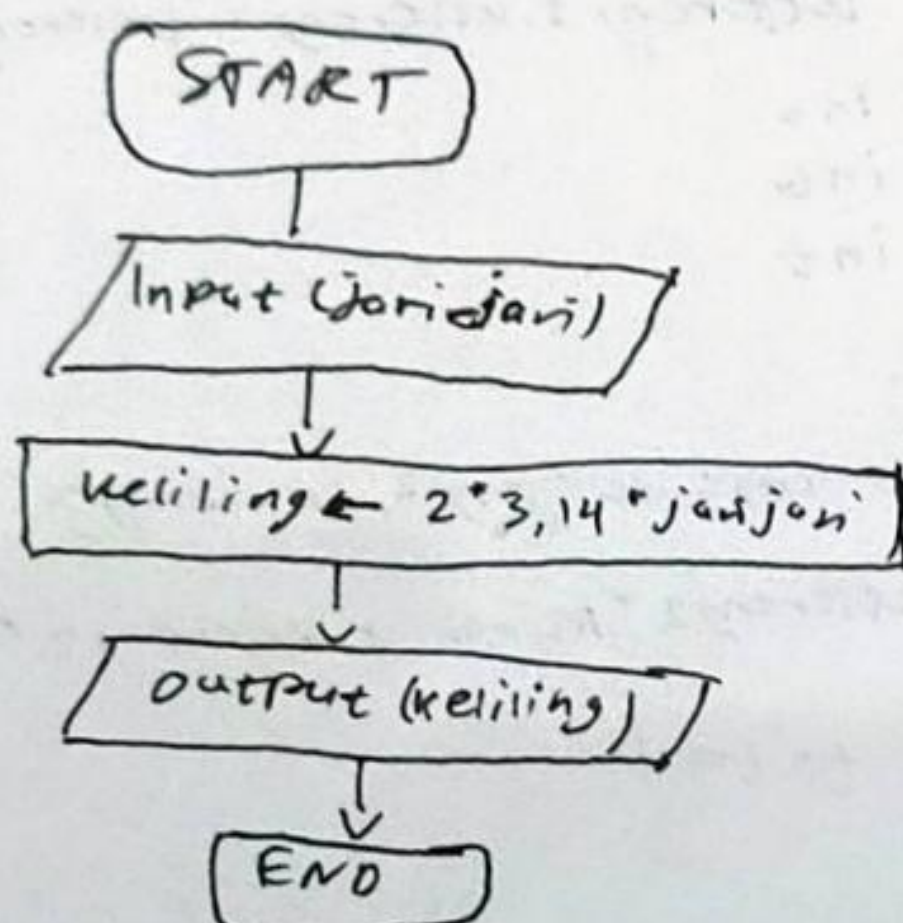 START
Input (jarijari)
Keliling ← 2*3,14*jarijari
Output (Keliling)
END